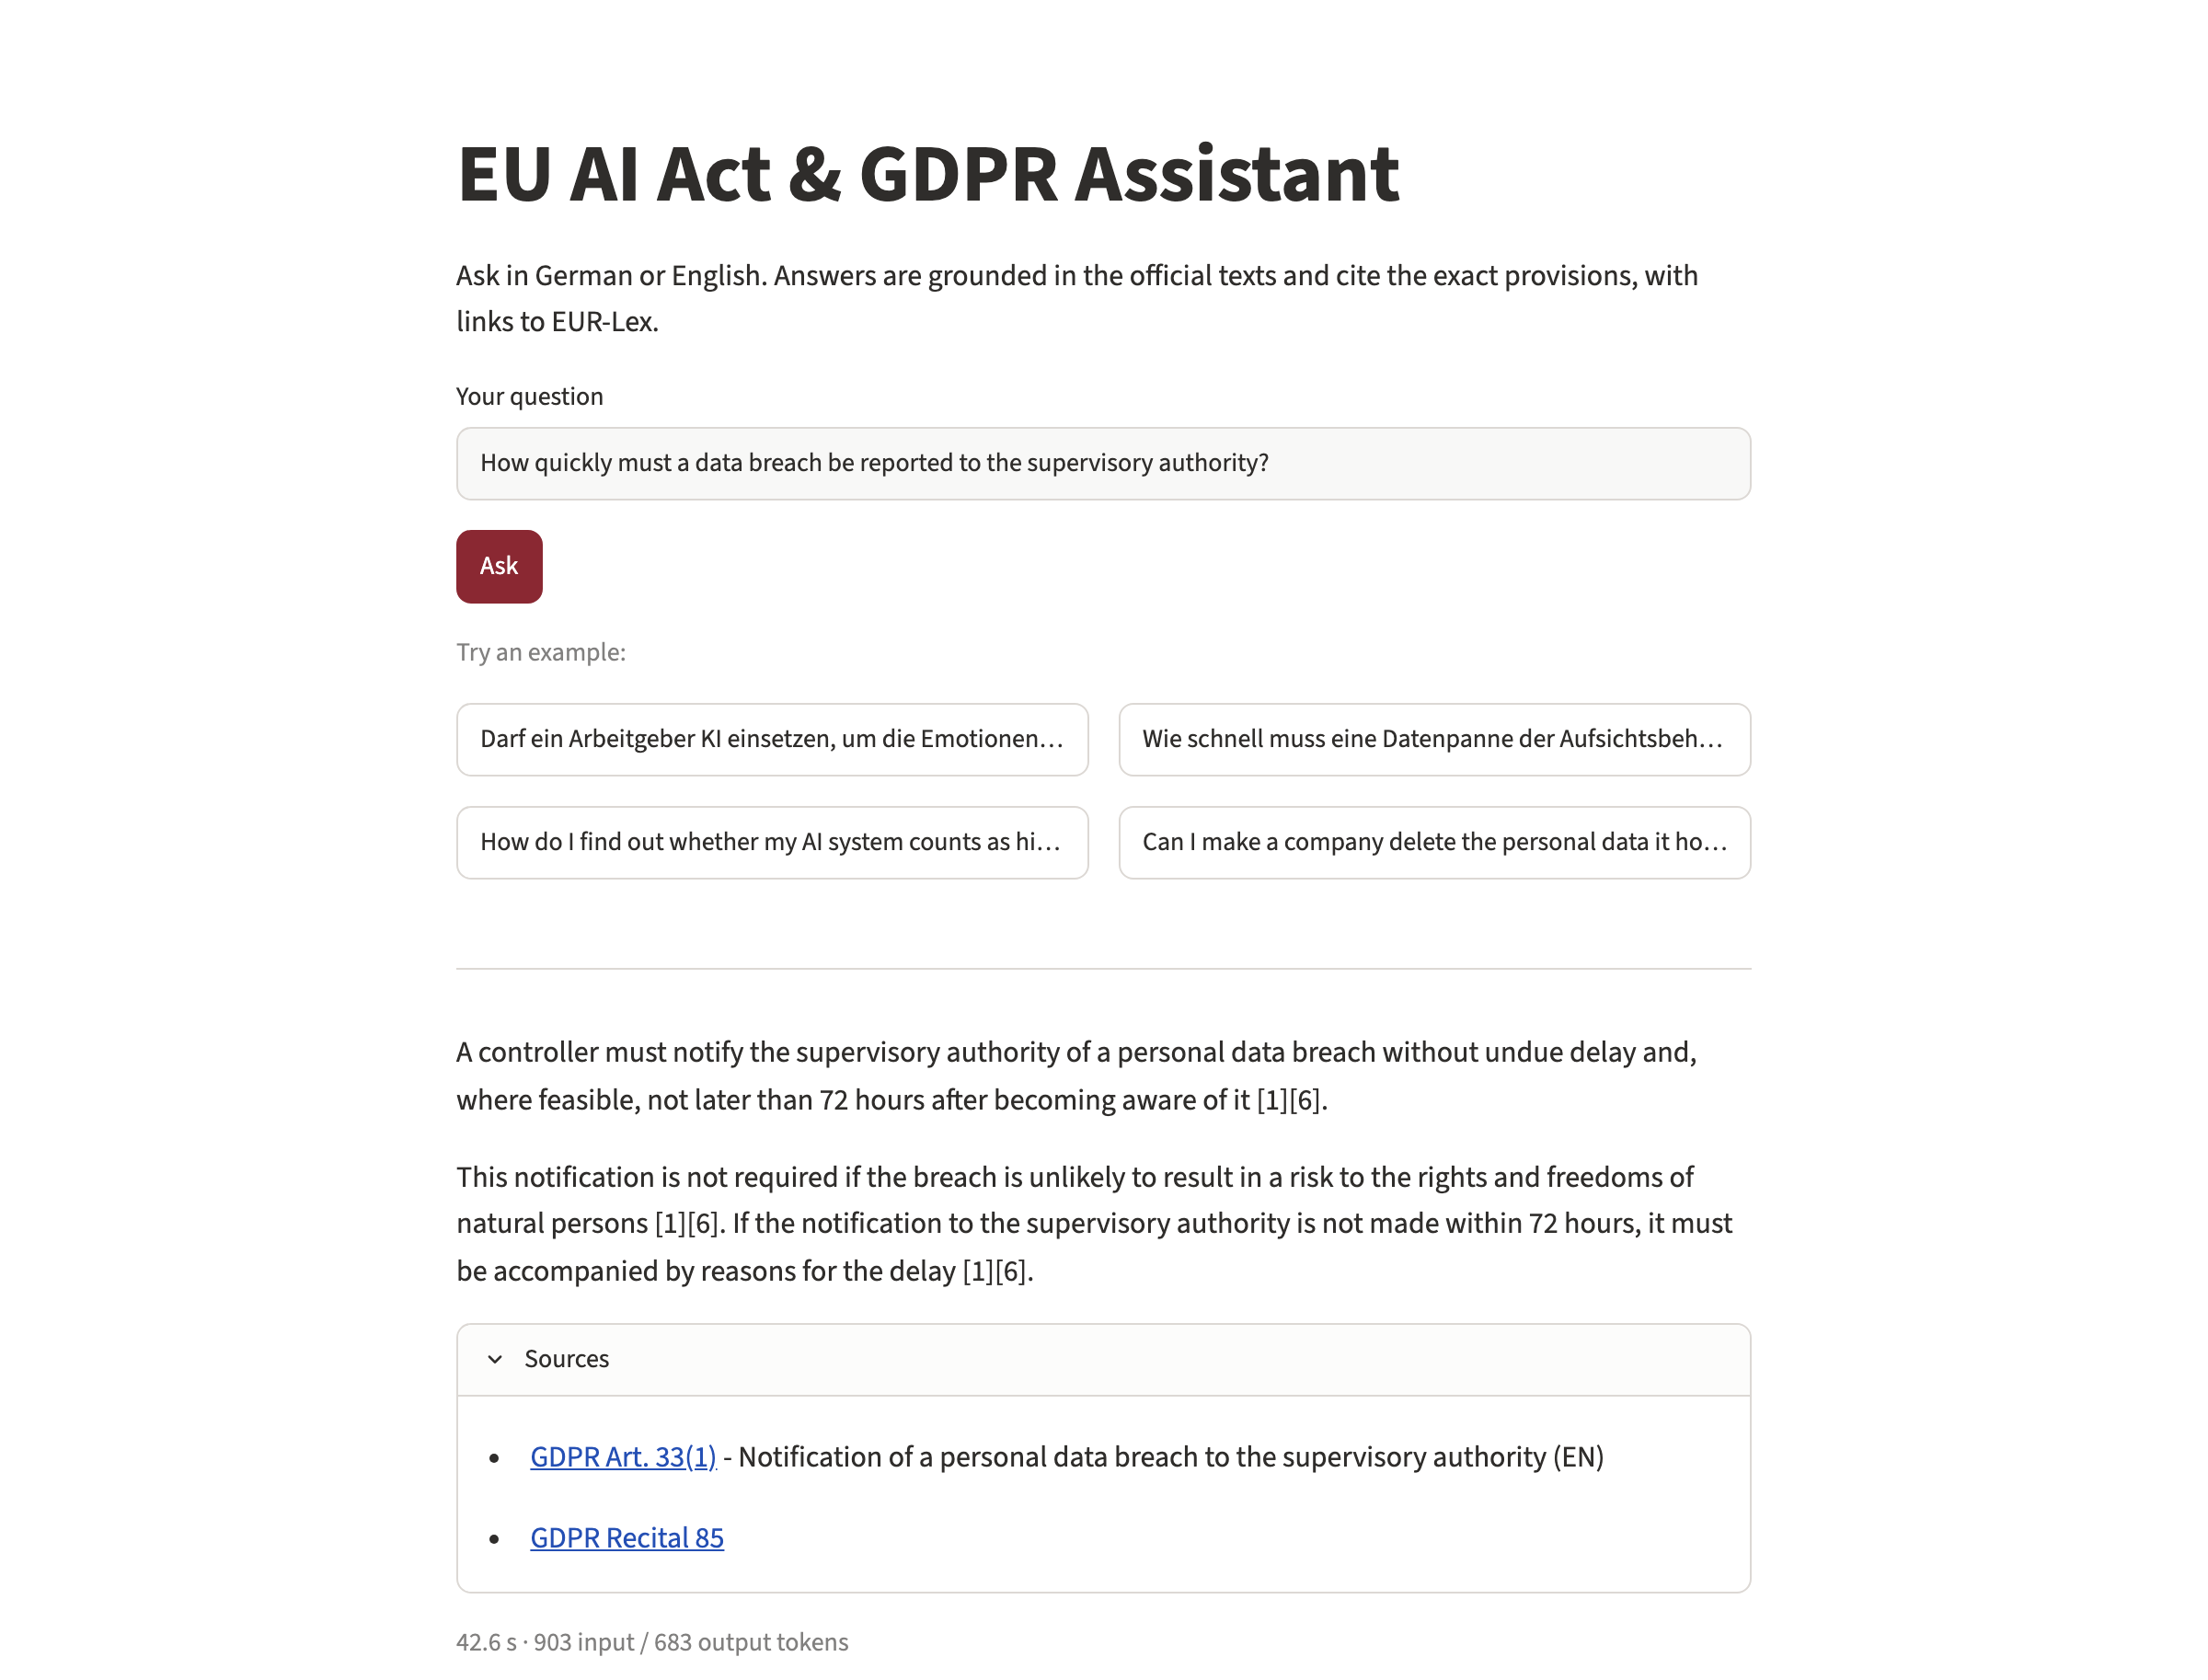 EU AI Act & GDPR Assistant
Ask in German or English. Answers are grounded in the official texts and cite the exact provisions, with
links to EUR-Lex.
Your question
How quickly must a data breach be reported to the supervisory authority?
Ask
Try an example:
Darf ein Arbeitgeber KI einsetzen, um die Emotionen…
Wie schnell muss eine Datenpanne der Aufsichtsbeh…
How do I find out whether my AI system counts as hi…
Can I make a company delete the personal data it ho…
A controller must notify the supervisory authority of a personal data breach without undue delay and,
where feasible, not later than 72 hours after becoming aware of it [1][6].
This notification is not required if the breach is unlikely to result in a risk to the rights and freedoms of
natural persons [1][6]. If the notification to the supervisory authority is not made within 72 hours, it must
be accompanied by reasons for the delay [1][6].
Sources
• GDPR Art. 33(1) - Notification of a personal data breach to the supervisory authority (EN)
• GDPR Recital 85
42.6 s · 903 input / 683 output tokens